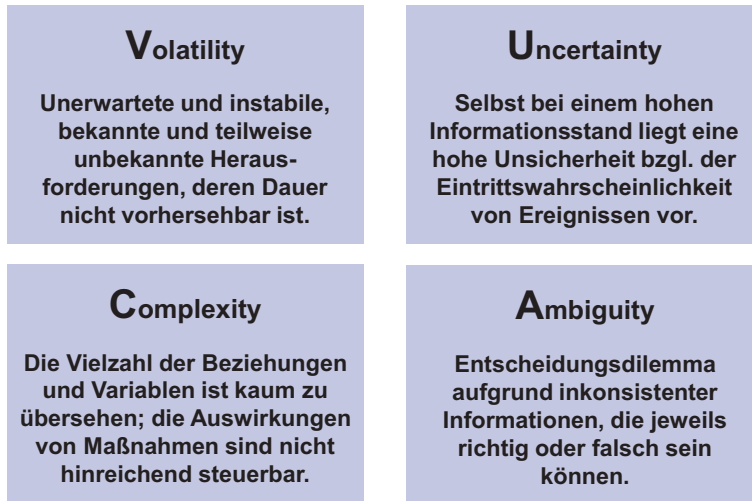 Volatility
Unerwartete und instabile,
bekannte und teilweise
unbekannte Heraus-
forderungen, deren Dauer
nicht vorhersehbar ist.
Uncertainty
Selbst bei einem hohen
Informationsstand liegt eine
hohe Unsicherheit bzgl. der
Eintrittswahrscheinlichkeit
von Ereignissen vor.
Complexity
Die Vielzahl der Beziehungen
und Variablen ist kaum zu
übersehen; die Auswirkungen
von Maßnahmen sind nicht
hinreichend steuerbar.
Ambiguity
Entscheidungsdilemma
aufgrund inkonsistenter
Informationen, die jeweils
richtig oder falsch sein
können.